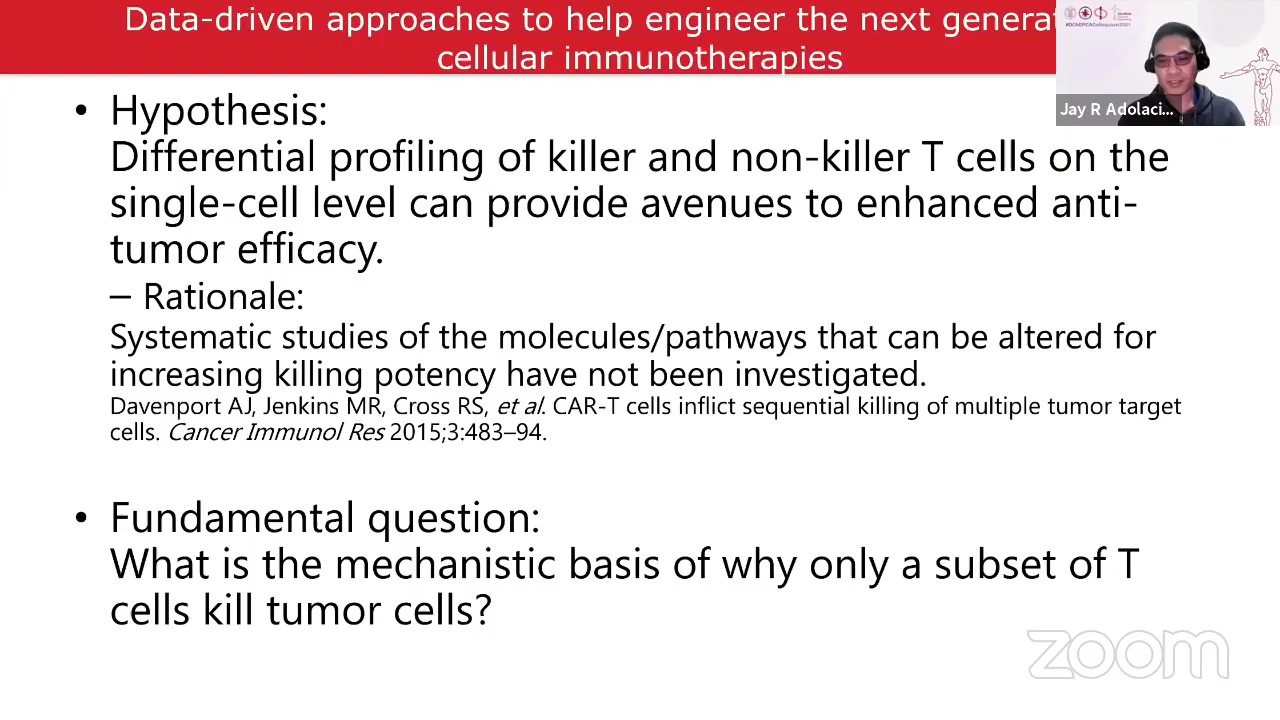 Data-driven approaches to help engineer the next generat
cellular immunotherapies
#DChEPCAColloquium2021
Jay R Adolaci...
• Hypothesis:
Differential profiling of killer and non-killer T cells on the
single-cell level can provide avenues to enhanced anti-
tumor efficacy.
– Rationale:
Systematic studies of the molecules/pathways that can be altered for
increasing killing potency have not been investigated.
Davenport AJ, Jenkins MR, Cross RS, et al. CAR-T cells inflict sequential killing of multiple tumor target
cells. Cancer Immunol Res 2015;3:483–94.
• Fundamental question:
What is the mechanistic basis of why only a subset of T
cells kill tumor cells?
zoom